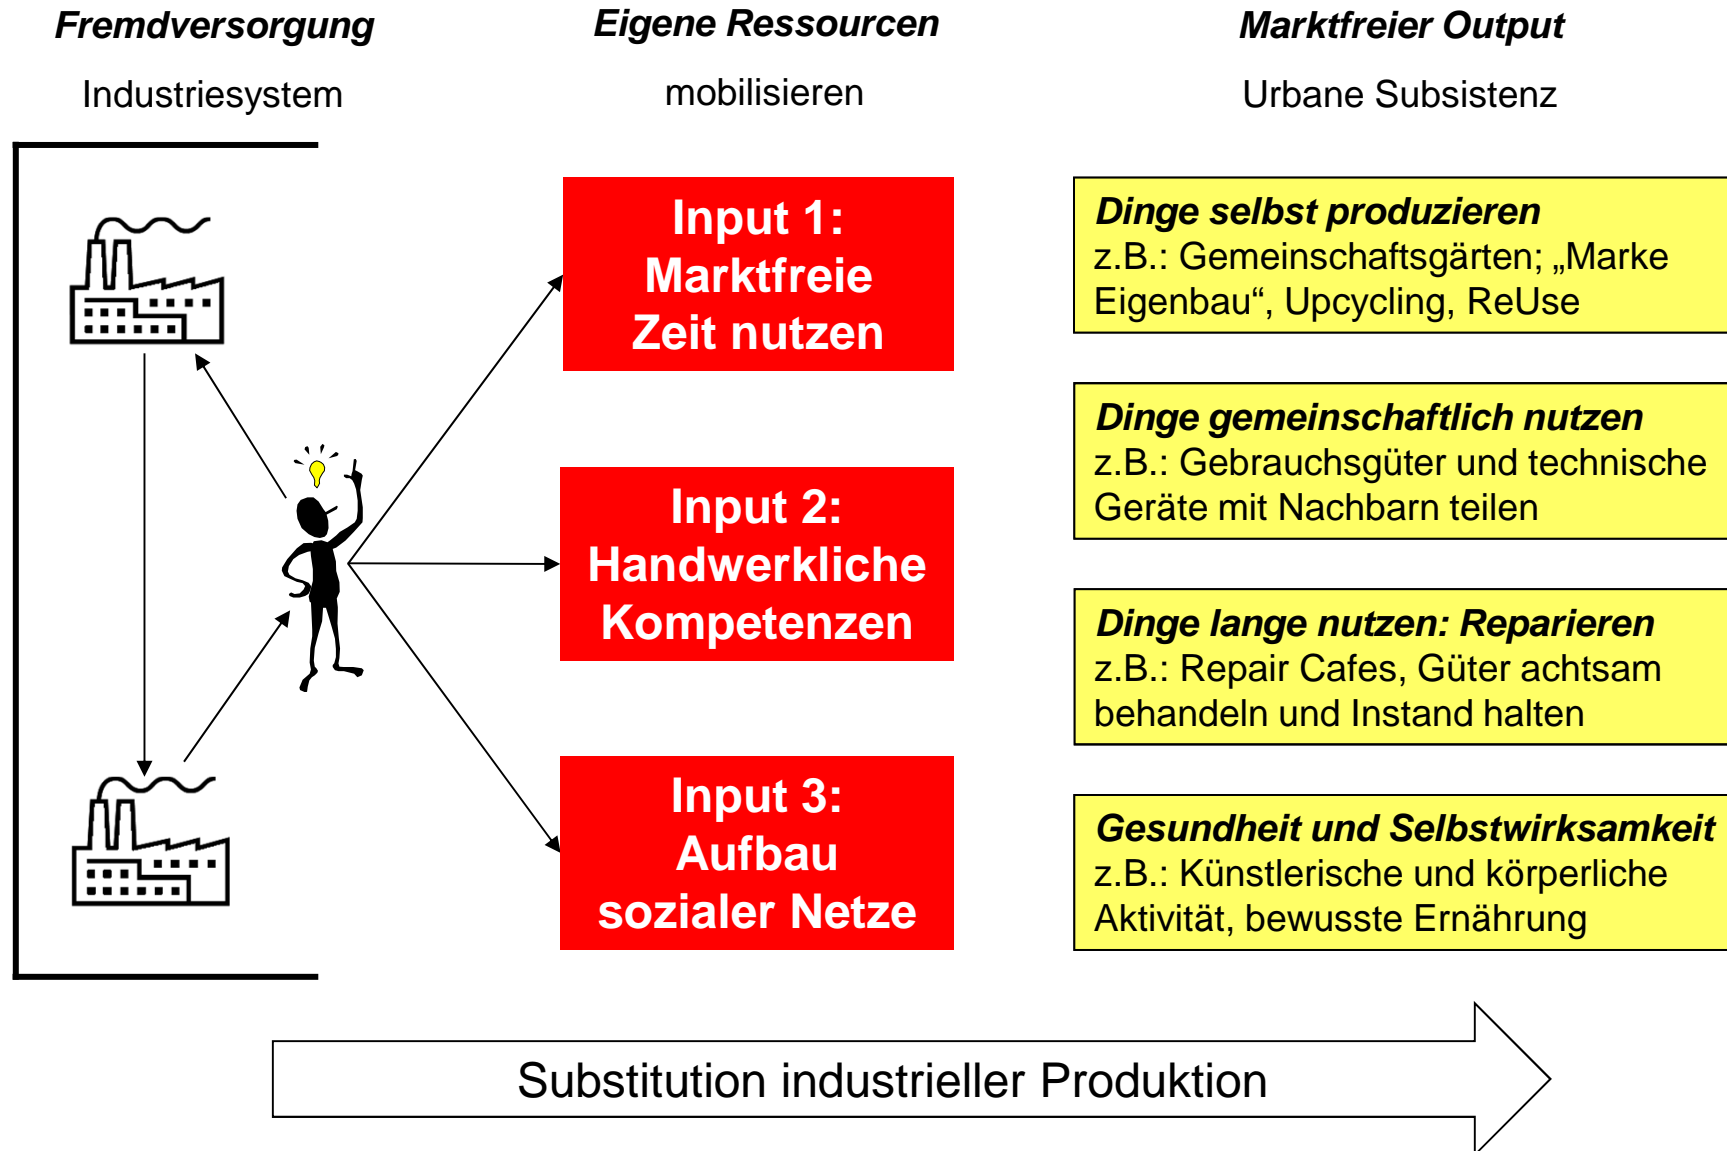 Fremdversorgung
Industriesystem
Eigene Ressourcen
mobilisieren
Marktfreier Output
Urbane Subsistenz
Input 1:
Marktfreie
Zeit nutzen
Input 2:
Handwerkliche
Kompetenzen
Input 3:
Aufbau
sozialer Netze
Dinge selbst produzieren
z.B.: Gemeinschaftsgärten; „Marke
Eigenbau“, Upcycling, ReUse
Dinge gemeinschaftlich nutzen
z.B.: Gebrauchsgüter und technische
Geräte mit Nachbarn teilen
Dinge lange nutzen: Reparieren
z.B.: Repair Cafes, Güter achtsam
behandeln und Instand halten
Gesundheit und Selbstwirksamkeit
z.B.: Künstlerische und körperliche
Aktivität, bewusste Ernährung
Substitution industrieller Produktion